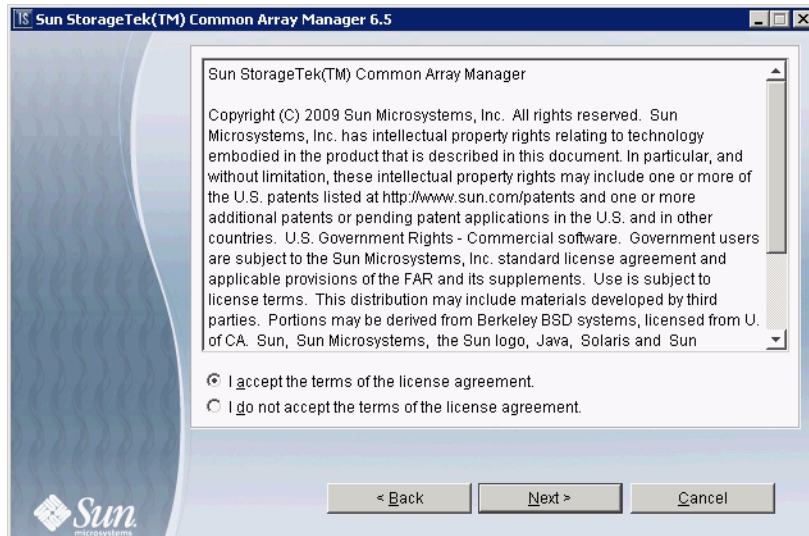 Sun StorageTek(TM) Common Array Manager 6.5
Sun StorageTek(TM) Common Array Manager
Copyright (C) 2009 Sun Microsystems, Inc. All rights reserved. Sun
Microsystems, Inc. has intellectual property rights relating to technology
embodied in the product that is described in this document. In particular, and
without limitation, these intellectual property rights may include one or more of
the U.S. patents listed at http://www.sun.com/patents and one or more
additional patents or pending patent applications in the U.S. and in other
countries. U.S. Government Rights - Commercial software. Government users
are subject to the Sun Microsystems, Inc. standard license agreement and
applicable provisions of the FAR and its supplements. Use is subject to
license terms. This distribution may include materials developed by third
parties. Portions may be derived from Berkeley BSD systems, licensed from U.
of CA. Sun, Sun Microsystems, the Sun logo, Java, Solaris and Sun
I accept the terms of the license agreement.
I do not accept the terms of the license agreement.
< Back
Next >
Cancel
Sun
microsystems